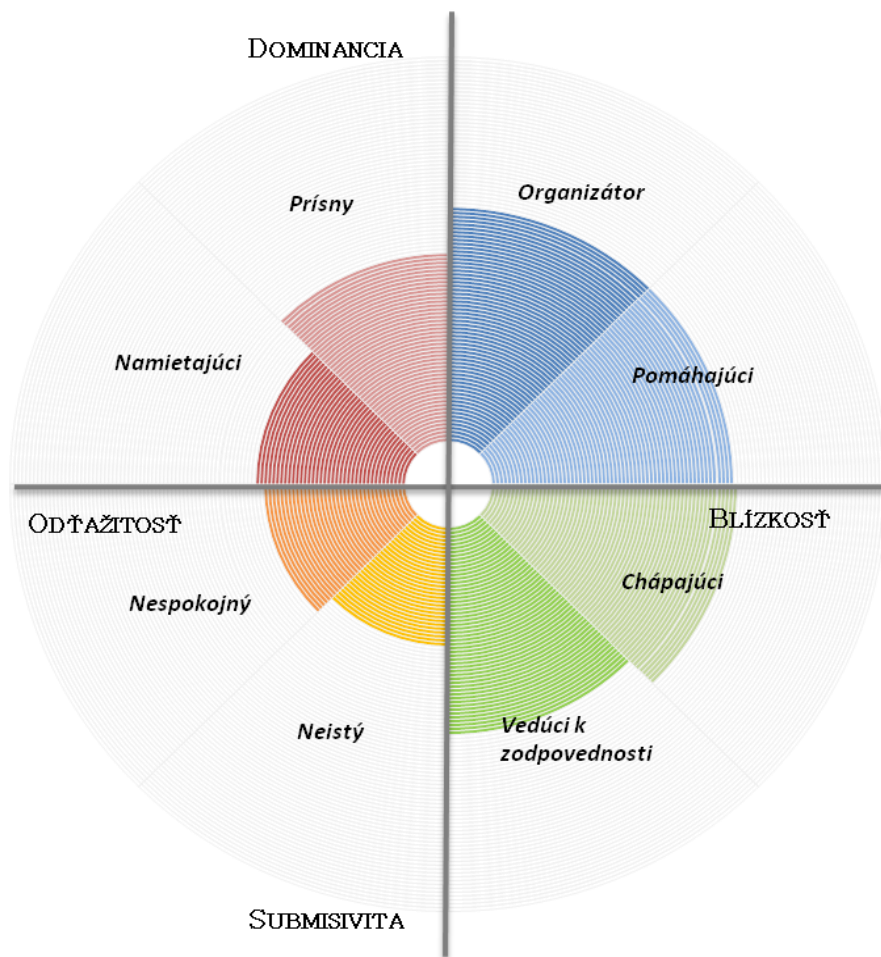 Dominancia
Organizátor
Prísny
Namietajúci
Pomáhajúci
Odťažitosť
Blízkosť
Chápajúci
Nespokojný
Neistý
Vedúci k
zodpovednosti
Submisivita